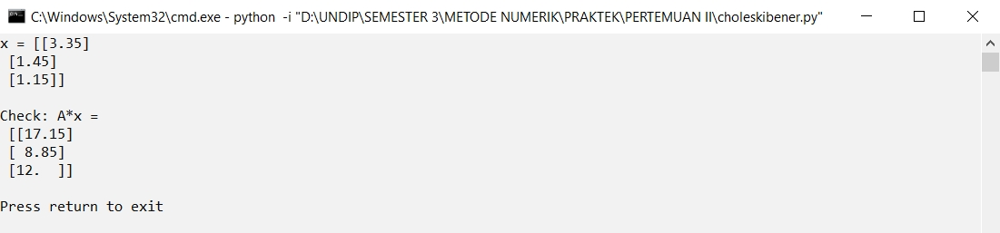 C:\Windows\System32\cmd.exe - python  -i "D:\UNDIP\SEMESTER 3\METODE NUMERIK\PRAKTEK\PERTEMUAN II\choleskibener.py"
x = [[3.35]
 [1.45]
 [1.15]]
Check: A*x =
 [[17.15]
 [ 8.85]
 [12.  ]]
Press return to exit